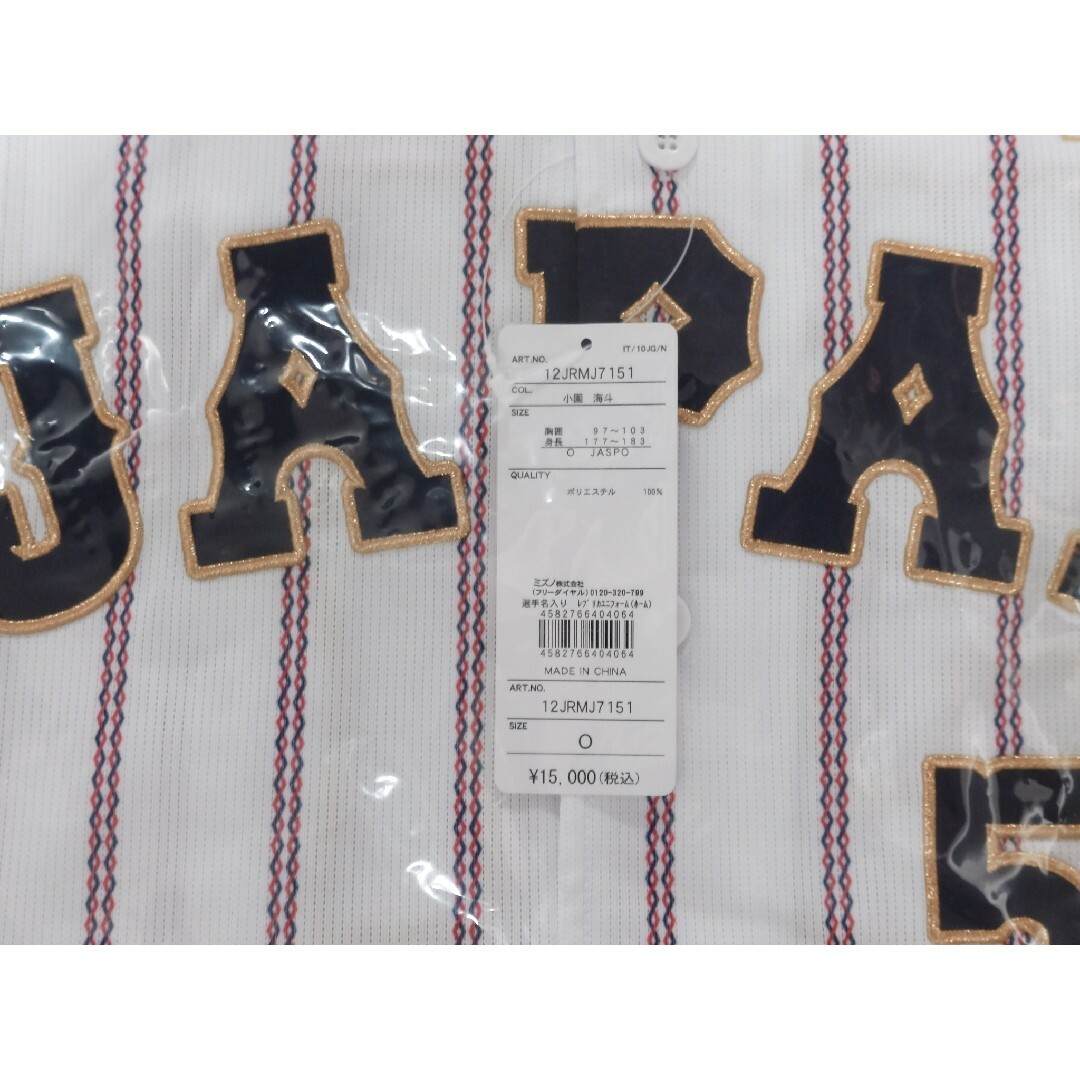 JAPA
IT/10JG/N
ART.NO.
12JRMJ7151
COL.
小園 海斗
SIZE
胸囲 97~103
身長 177~183
O JASPO
QUALITY
ポリエステル 100%
ミズノ株式会社
(フリーダイヤル)0120-320-799
選手名入り レプリカユニフォーム(ホーム)
4582766404064
4582766404064
MADE IN CHINA
ART.NO.
12JRMJ7151
SIZE
O
¥15,000(税込)
5